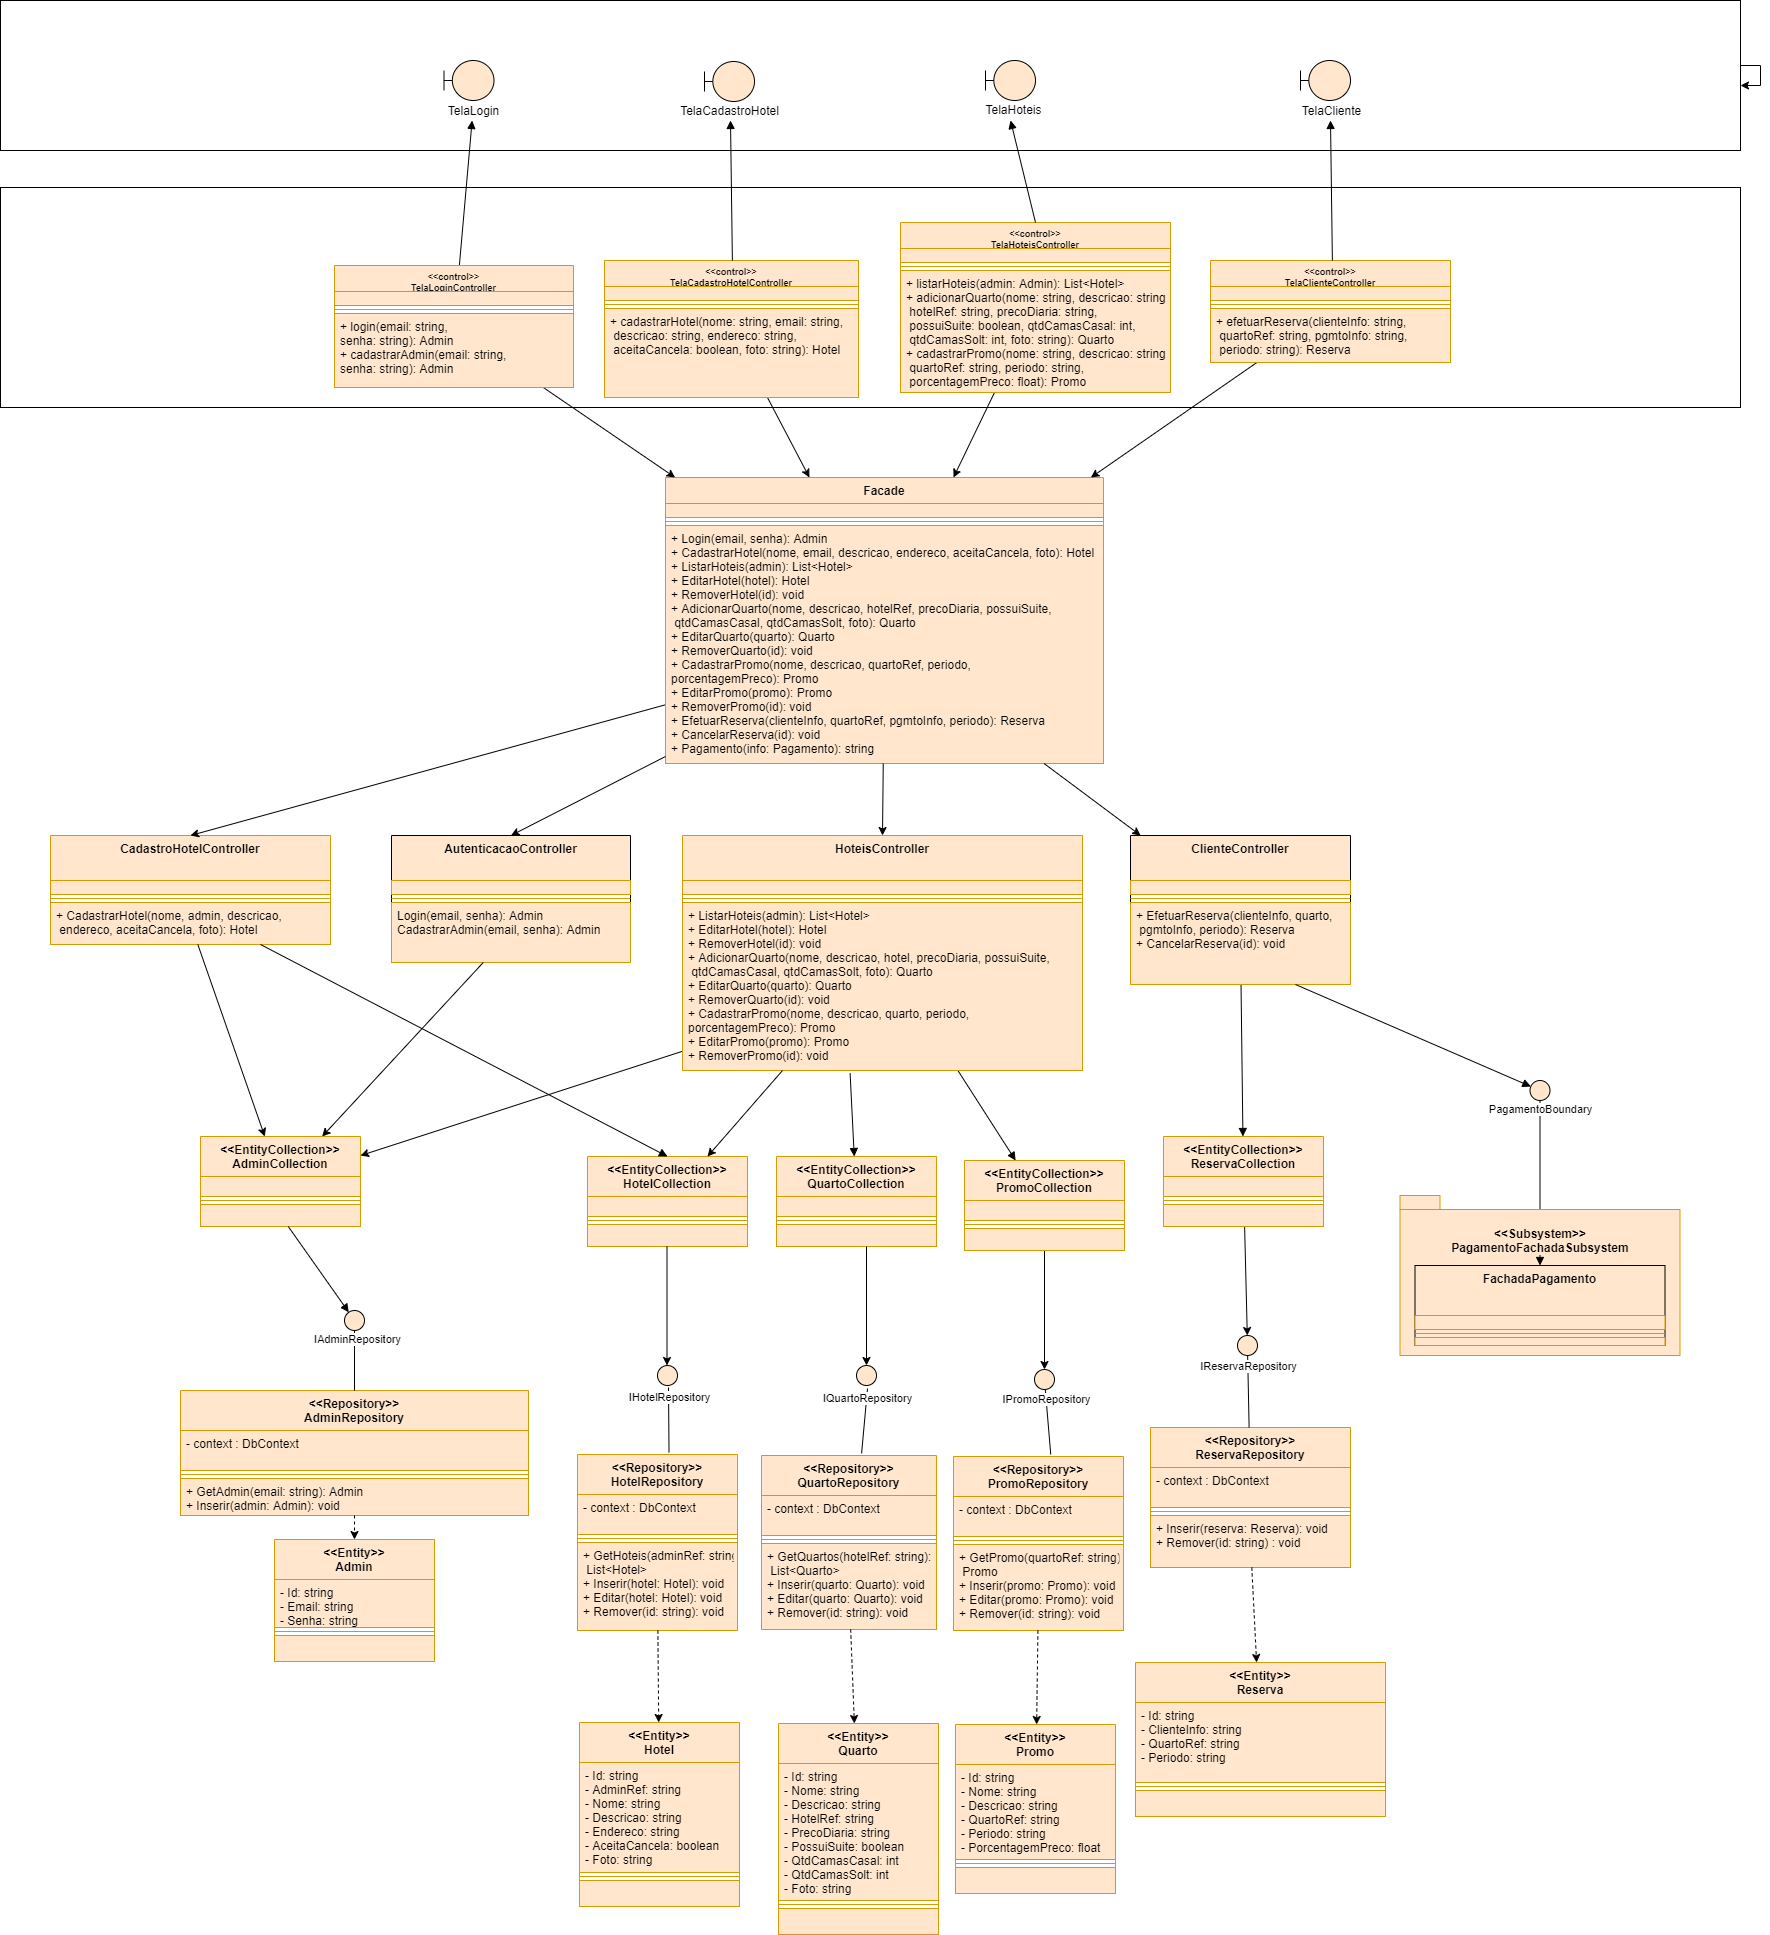 TelaLogin
TelaCadastroHotel
TelaHoteis
TelaCliente
<<control>>
TelaLoginController
+ login(email: string,
senha: string): Admin
+ cadastrarAdmin(email: string,
senha: string): Admin
<<control>>
TelaCadastroHotelController
+ cadastrarHotel(nome: string, email: string,
descricao: string, endereco: string,
aceitaCancela: boolean, foto: string): Hotel
<<control>>
TelaHoteisController
+ listarHoteis(admin: Admin): List<Hotel>
+ adicionarQuarto(nome: string, descricao: string
hotelRef: string, precoDiaria: string,
possuiSuite: boolean, qtdCamasCasal: int,
qtdCamasSolt: int, foto: string): Quarto
+ cadastrarPromo(nome: string, descricao: string
quartoRef: string, periodo: string,
porcentagemPreco: float): Promo
<<control>>
TelaClienteController
+ efetuarReserva(clienteInfo: string,
quartoRef: string, pgmtoInfo: string,
periodo: string): Reserva
Facade
+ Login(email, senha): Admin
+ CadastrarHotel(nome, email, descricao, endereco, aceitaCancela, foto): Hotel
+ ListarHoteis(admin): List<Hotel>
+ EditarHotel(hotel): Hotel
+ RemoverHotel(id): void
+ AdicionarQuarto(nome, descricao, hotelRef, precoDiaria, possuiSuite,
qtdCamasCasal, qtdCamasSolt, foto): Quarto
+ EditarQuarto(quarto): Quarto
+ RemoverQuarto(id): void
+ CadastrarPromo(nome, descricao, quartoRef, periodo,
porcentagemPreco): Promo
+ EditarPromo(promo): Promo
+ RemoverPromo(id): void
+ EfetuarReserva(clienteInfo, quartoRef, pgmtoInfo, periodo): Reserva
+ CancelarReserva(id): void
+ Pagamento(info: Pagamento): string
CadastroHotelController
+ CadastrarHotel(nome, admin, descricao,
endereco, aceitaCancela, foto): Hotel
AutenticacaoController
Login(email, senha): Admin
CadastrarAdmin(email, senha): Admin
HoteisController
+ ListarHoteis(admin): List<Hotel>
+ EditarHotel(hotel): Hotel
+ RemoverHotel(id): void
+ AdicionarQuarto(nome, descricao, hotel, precoDiaria, possuiSuite,
qtdCamasCasal, qtdCamasSolt, foto): Quarto
+ EditarQuarto(quarto): Quarto
+ RemoverQuarto(id): void
+ CadastrarPromo(nome, descricao, quarto, periodo,
porcentagemPreco): Promo
+ EditarPromo(promo): Promo
+ RemoverPromo(id): void
ClienteController
+ EfetuarReserva(clienteInfo, quarto,
pgmtoInfo, periodo): Reserva
+ CancelarReserva(id): void
PagamentoBoundary
<<EntityCollection>>
AdminCollection
<<EntityCollection>>
HotelCollection
<<EntityCollection>>
QuartoCollection
<<EntityCollection>>
PromoCollection
<<EntityCollection>>
ReservaCollection
<<Subsystem>>
PagamentoFachadaSubsystem
FachadaPagamento
IAdminRepository
IHotelRepository
IQuartoRepository
IPromoRepository
IReservaRepository
<<Repository>>
AdminRepository
- context : DbContext
+ GetAdmin(email: string): Admin
+ Inserir(admin: Admin): void
<<Repository>>
HotelRepository
- context : DbContext
+ GetHoteis(adminRef: string
List<Hotel>
+ Inserir(hotel: Hotel): void
+ Editar(hotel: Hotel): void
+ Remover(id: string): void
<<Repository>>
QuartoRepository
- context : DbContext
+ GetQuartos(hotelRef: string):
List<Quarto>
+ Inserir(quarto: Quarto): void
+ Editar(quarto: Quarto): void
+ Remover(id: string): void
<<Repository>>
PromoRepository
- context : DbContext
+ GetPromo(quartoRef: string)
Promo
+ Inserir(promo: Promo): void
+ Editar(promo: Promo): void
+ Remover(id: string): void
<<Repository>>
ReservaRepository
- context : DbContext
+ Inserir(reserva: Reserva): void
+ Remover(id: string) : void
<<Entity>>
Admin
- Id: string
- Email: string
- Senha: string
<<Entity>>
Hotel
- Id: string
- AdminRef: string
- Nome: string
- Descricao: string
- Endereco: string
- AceitaCancela: boolean
- Foto: string
<<Entity>>
Quarto
- Id: string
- Nome: string
- Descricao: string
- HotelRef: string
- PrecoDiaria: string
- PossuiSuite: boolean
- QtdCamasCasal: int
- QtdCamasSolt: int
- Foto: string
<<Entity>>
Promo
- Id: string
- Nome: string
- Descricao: string
- QuartoRef: string
- Periodo: string
- PorcentagemPreco: float
<<Entity>>
Reserva
- Id: string
- ClienteInfo: string
- QuartoRef: string
- Periodo: string